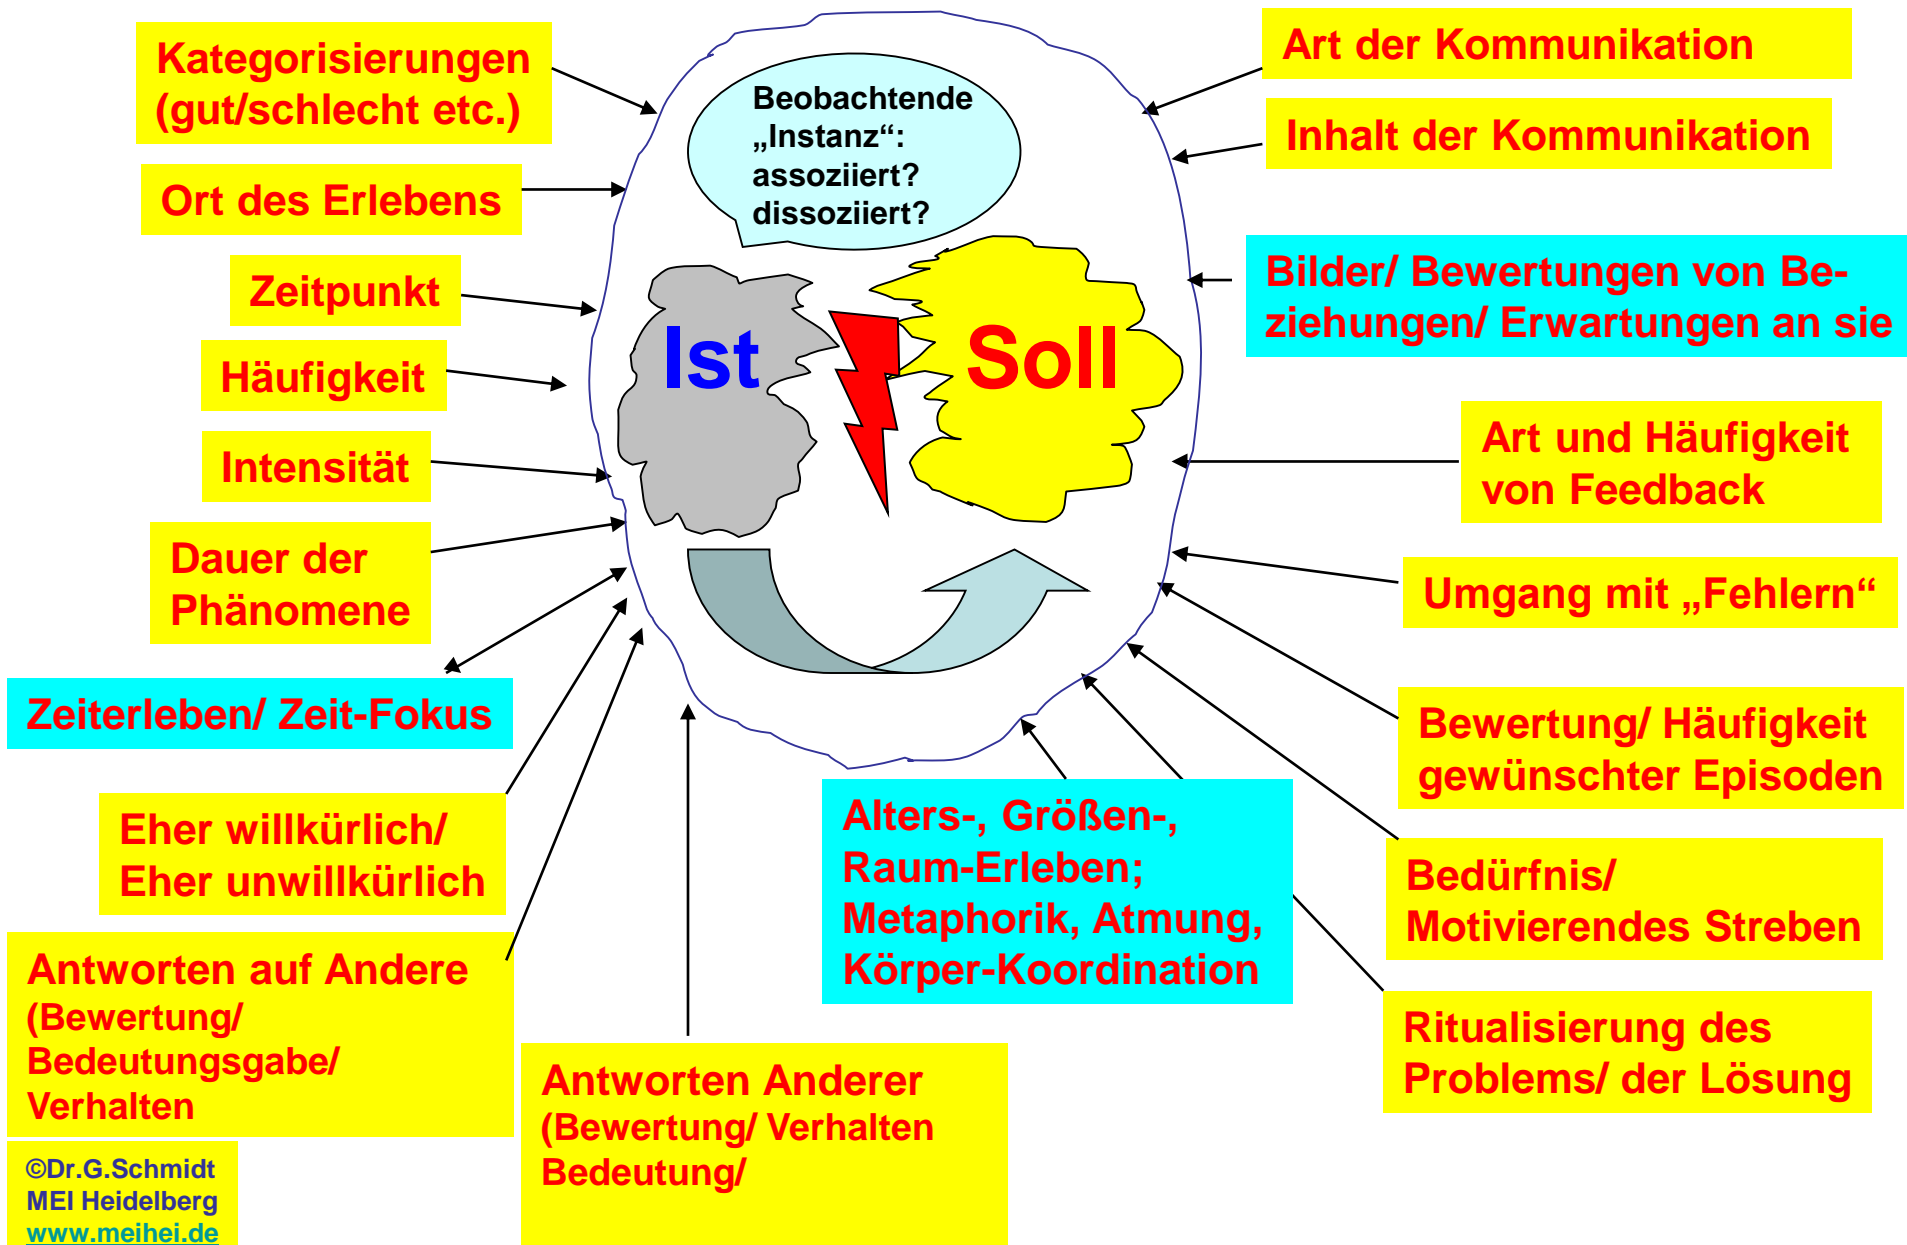 Kategorisierungen
(gut/schlecht etc.)
Ort des Erlebens
Zeitpunkt
Häufigkeit
Intensität
Dauer der
Phänomene
Zeiterleben/ Zeit-Fokus
Eher willkürlich/
Eher unwillkürlich
Antworten auf Andere
(Bewertung/
Bedeutungsgabe/
Verhalten
©Dr.G.Schmidt
MEI Heidelberg
www.meihei.de
Beobachtende
„Instanz“:
assoziiert?
dissoziiert?
Ist
Soll
Antworten Anderer
(Bewertung/ Verhalten
Bedeutung/
Alters-, Größen-,
Raum-Erleben;
Metaphorik, Atmung,
Körper-Koordination
Art der Kommunikation
Inhalt der Kommunikation
Bilder/ Bewertungen von Be-
ziehungen/ Erwartungen an sie
Art und Häufigkeit
von Feedback
Umgang mit „Fehlern“
Bewertung/ Häufigkeit
gewünschter Episoden
Bedürfnis/
Motivierendes Streben
Ritualisierung des
Problems/ der Lösung